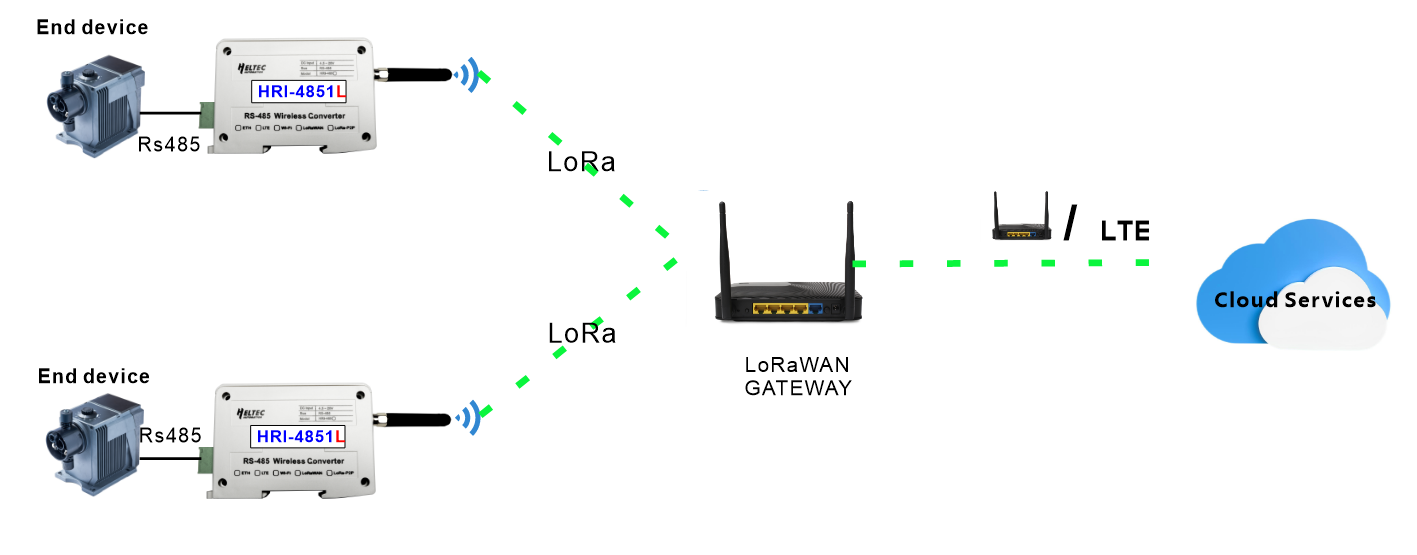 End device
HELTEC
AUTOMATION
HRI-4851L
RS-485 Wireless Converter
ETH LTE Wi-Fi LoRaWAN LoRa-P2P
Rs485
LoRa
/ LTE
Cloud Services
LoRa
LoRaWAN
GATEWAY
End device
HELTEC
AUTOMATION
Rs485
HRI-4851L
RS-485 Wireless Converter
ETH LTE Wi-Fi LoRaWAN LoRa-P2P